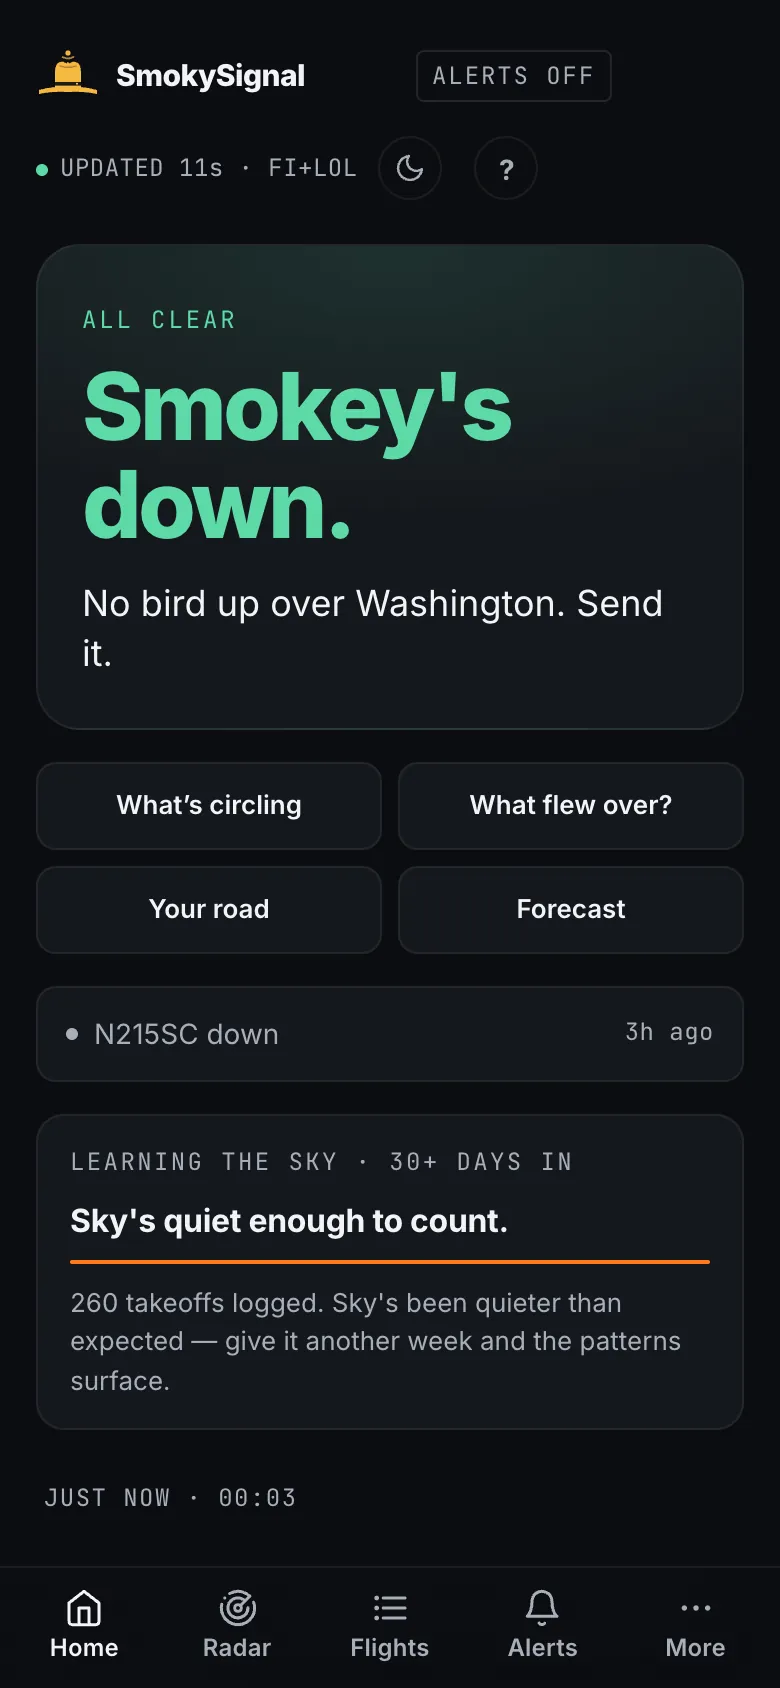 SmokySignal
ALERTS OFF
UPDATED 11s · FI+LOL
?
ALL CLEAR
Smokey's
down.
No bird up over Washington. Send
it.
What’s circling
What flew over?
Your road
Forecast
N215SC down
3h ago
LEARNING THE SKY · 30+ DAYS IN
Sky's quiet enough to count.
260 takeoffs logged. Sky's been quieter than
expected — give it another week and the patterns
surface.
JUST NOW · 00:03
Home
Radar
Flights
Alerts
More